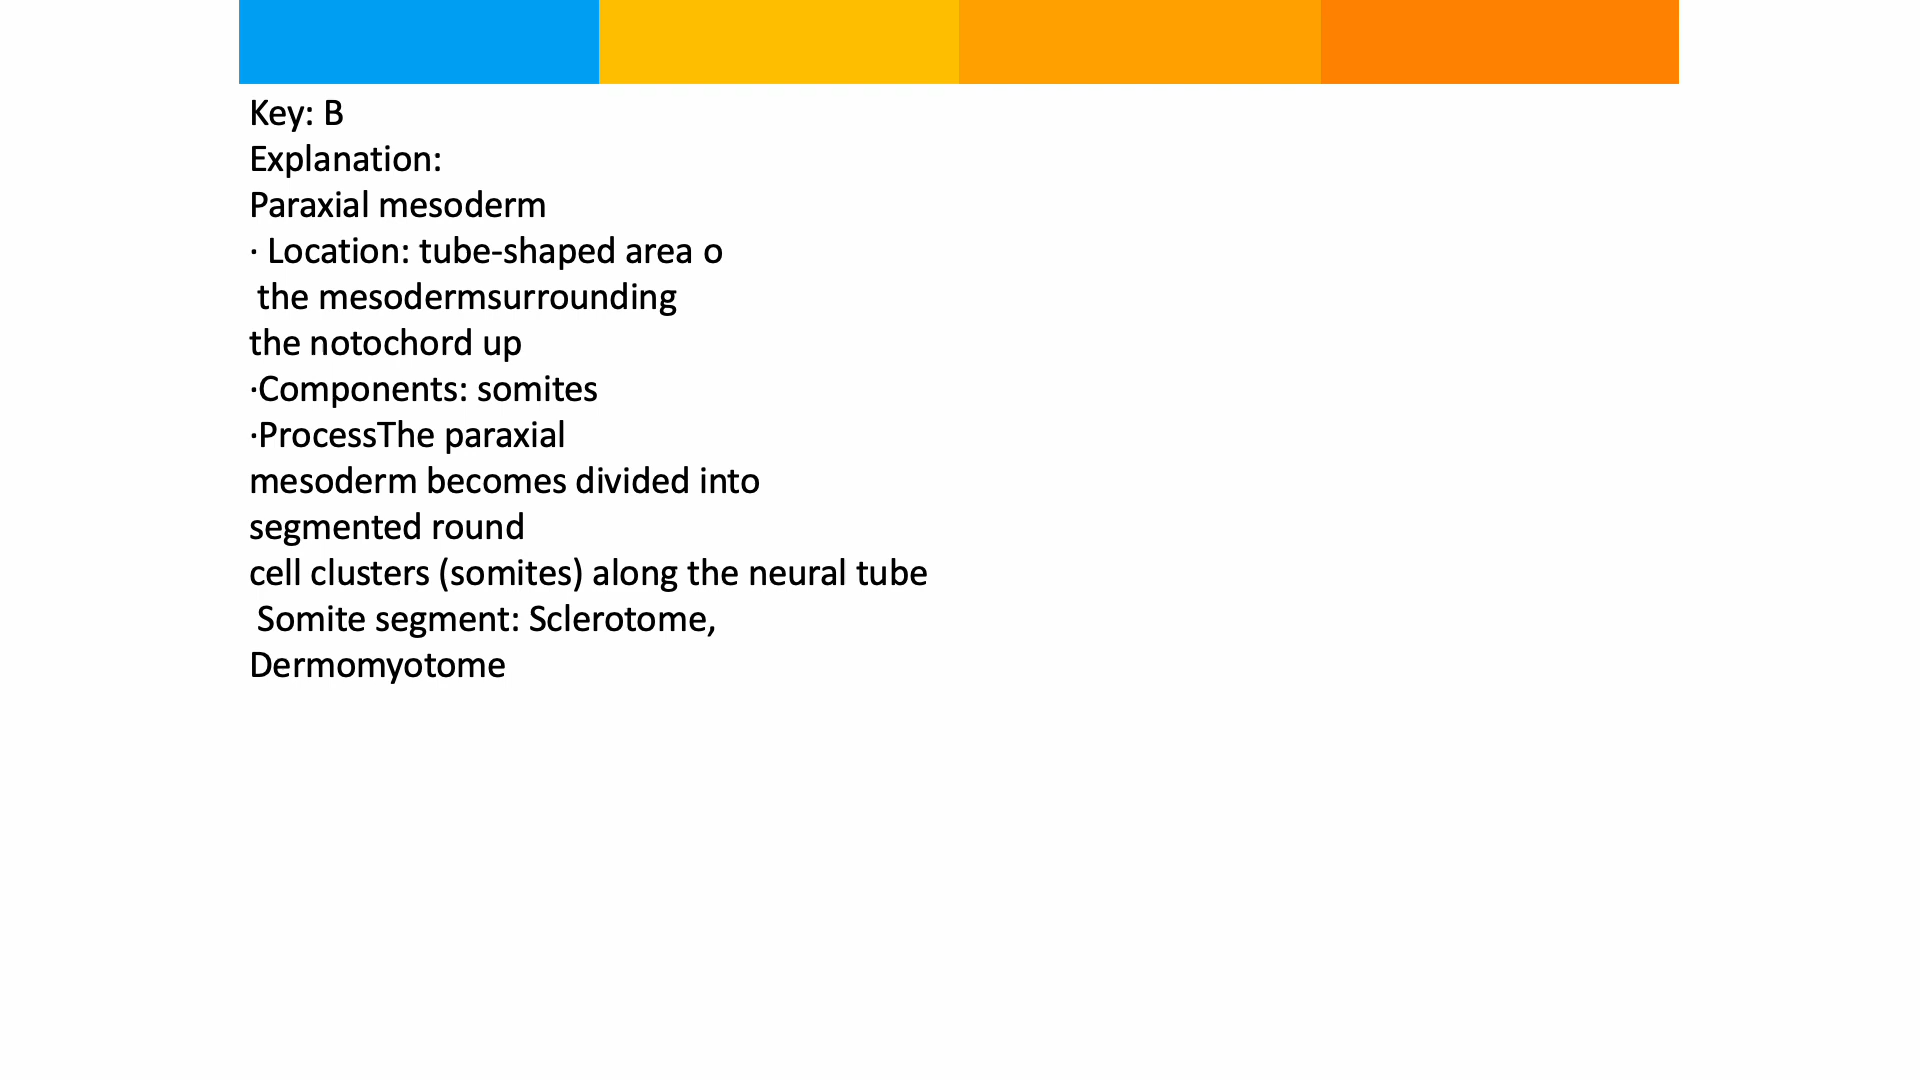 Key: B
Explanation:
Paraxial mesoderm
· Location: tube-shaped area o
the mesodermsurrounding
the notochord up
·Components: somites
·ProcessThe paraxial
mesoderm becomes divided into
segmented round
cell clusters (somites) along the neural tube
Somite segment: Sclerotome,
Dermomyotome